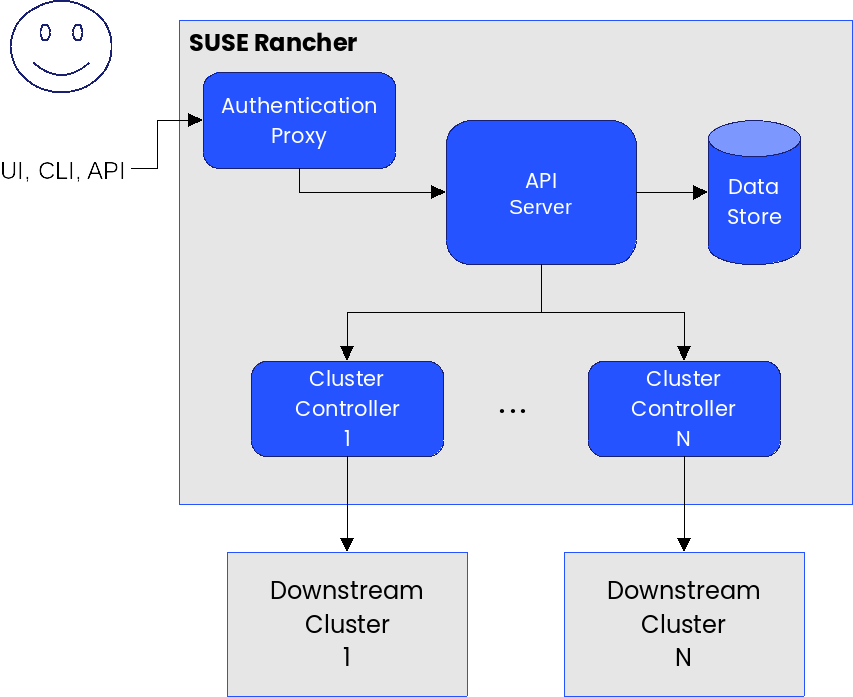 SUSE Rancher
Authentication
Proxy
UI, CLI, API
API
Server
Data
Store
Cluster
Controller
1
...
Cluster
Controller
N
Downstream
Cluster
1
Downstream
Cluster
N